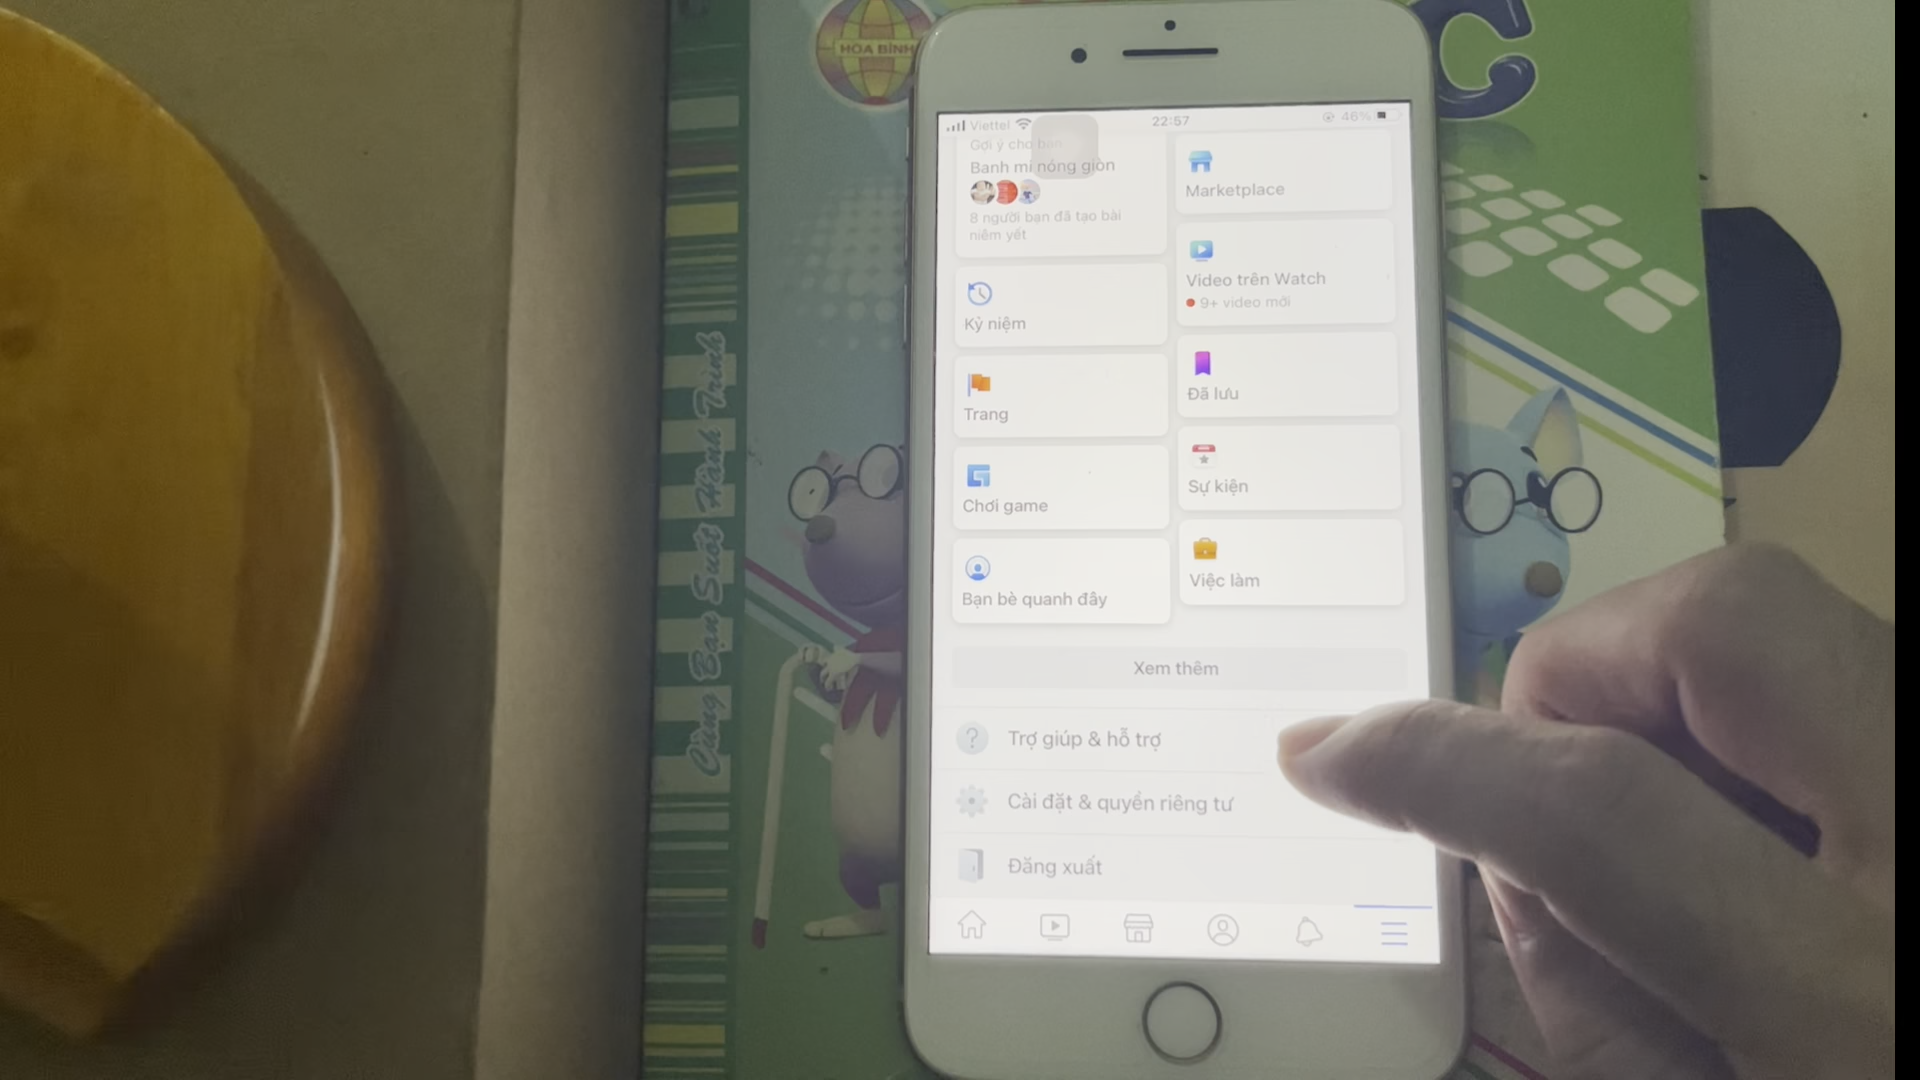 HÒA BÌNH
C
Cùng Bạn Suốt Hành Trình
Viettel
22:57
46%
Gợi ý cho bạn
Banh mi nóng giòn
8 người bạn đã tạo bài
niêm yết
Marketplace
Video trên Watch
9+ video mới
Kỷ niệm
Đã lưu
Trang
Sự kiện
Chơi game
Việc làm
Bạn bè quanh đây
Xem thêm
Trợ giúp & hỗ trợ
Cài đặt & quyền riêng tư
Đăng xuất